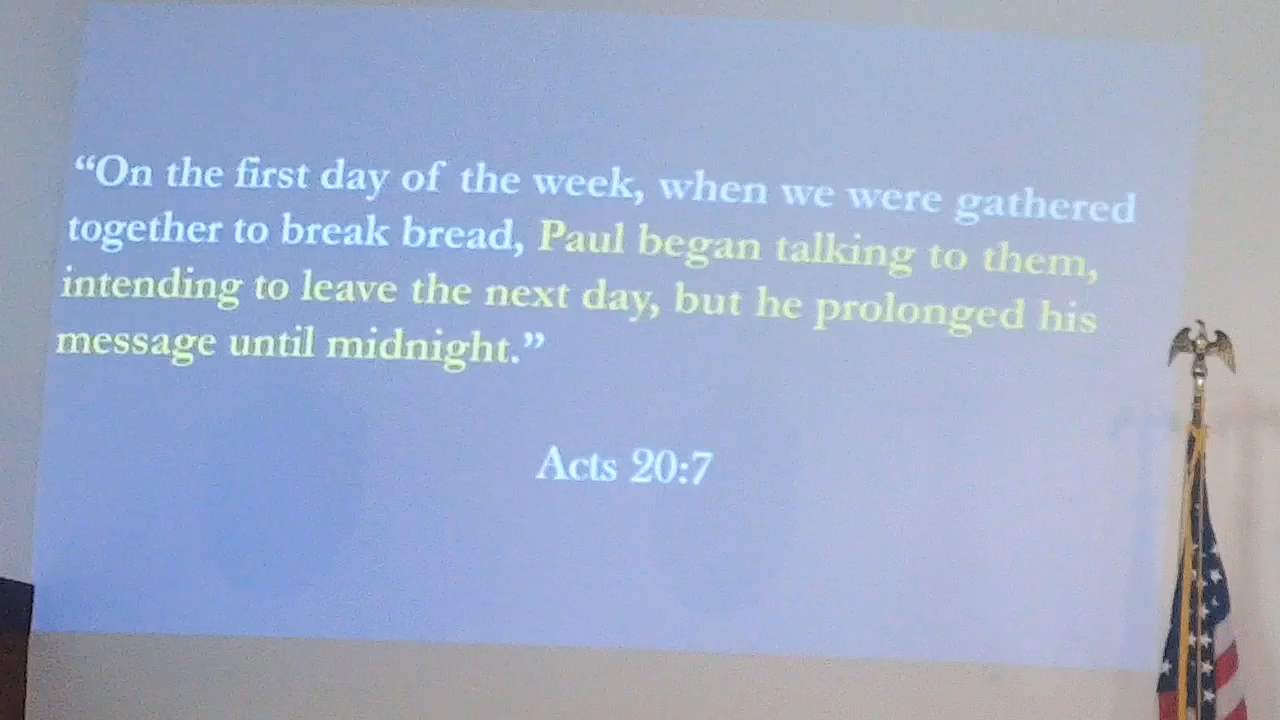 “On the first day of the week, when we were gathered
together to break bread, Paul began talking to them,
intending to leave the next day, but he prolonged his
message until midnight.”
Acts 20:7